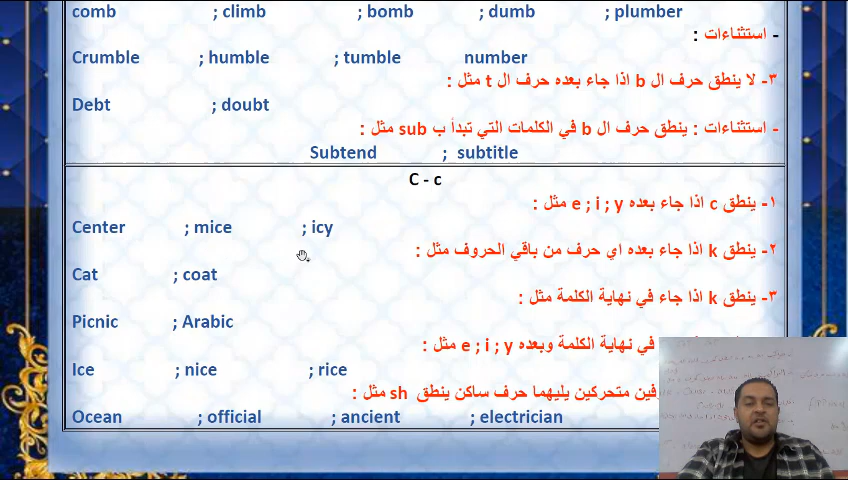 comb ; climb ; bomb ; dumb ; plumber
- استثناءات :
Crumble ; humble ; tumble number
٣- لا ينطق حرف ال b اذا جاء بعده حرف ال t مثل :
Debt ; doubt
- استثناءات : ينطق حرف ال b في الكلمات التي تبدأ ب sub مثل :
Subtend ; subtitle
C - c
١- ينطق c اذا جاء بعده e ; i ; y مثل :
Center ; mice ; icy
٢- ينطق k اذا جاء بعده اي حرف من باقي الحروف مثل :
Cat ; coat
٣- ينطق k اذا جاء في نهاية الكلمة مثل :
Picnic ; Arabic
في نهاية الكلمة وبعده e ; i ; y مثل :
Ice ; nice ; rice
متحركين يليهما حرف ساكن ينطق sh مثل :
Ocean ; official ; ancient ; electrician